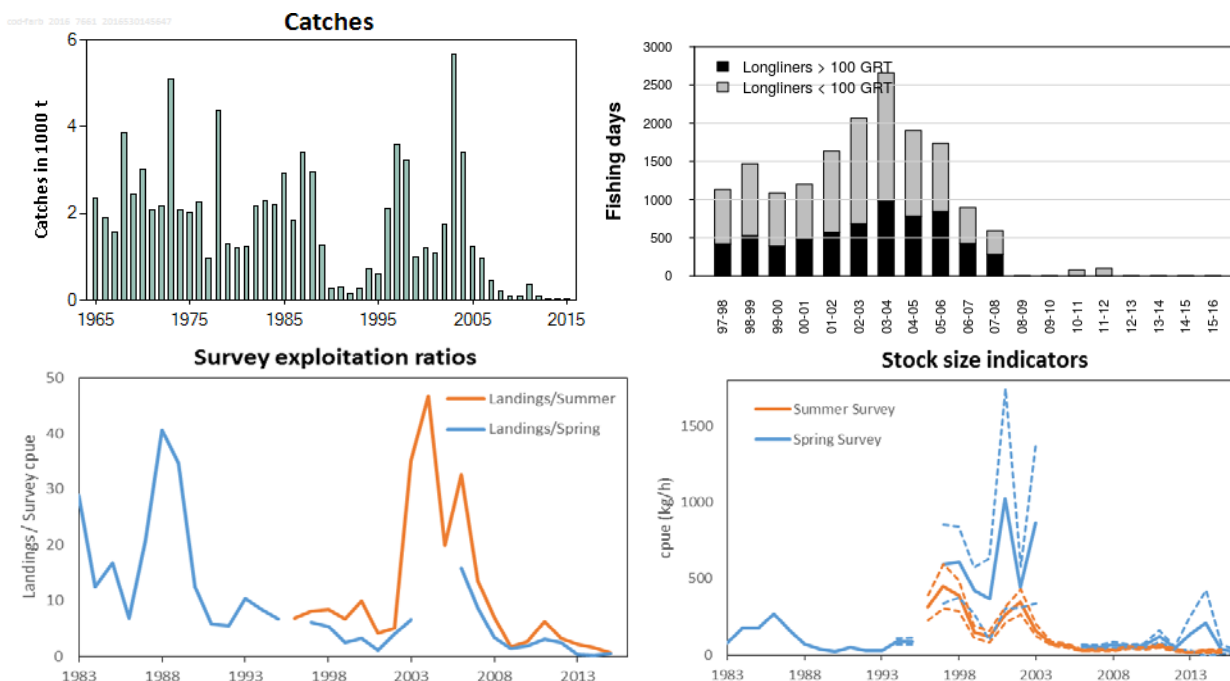 cod-farb 2016 7661 2016530145647
Catches
Catches in 1000 t
6
4
2
0
1965 1975 1985 1995 2005 2015
Fishing days
3000
2500
2000
1500
1000
500
0
Longliners > 100 GRT
Longliners < 100 GRT
97-98 98-99 99-00 00-01 01-02 02-03 03-04 04-05 05-06 06-07 07-08 08-09 09-10 10-11 11-12 12-13 13-14 14-15 15-16
Survey exploitation ratios
Landings / Survey cpue
50
40
30
20
10
0
Landings/Summer
Landings/Spring
1983 1988 1993 1998 2003 2008 2013
Stock size indicators
cpue (kg/h)
1500
1000
500
0
Summer Survey
Spring Survey
1983 1988 1993 1998 2003 2008 2013